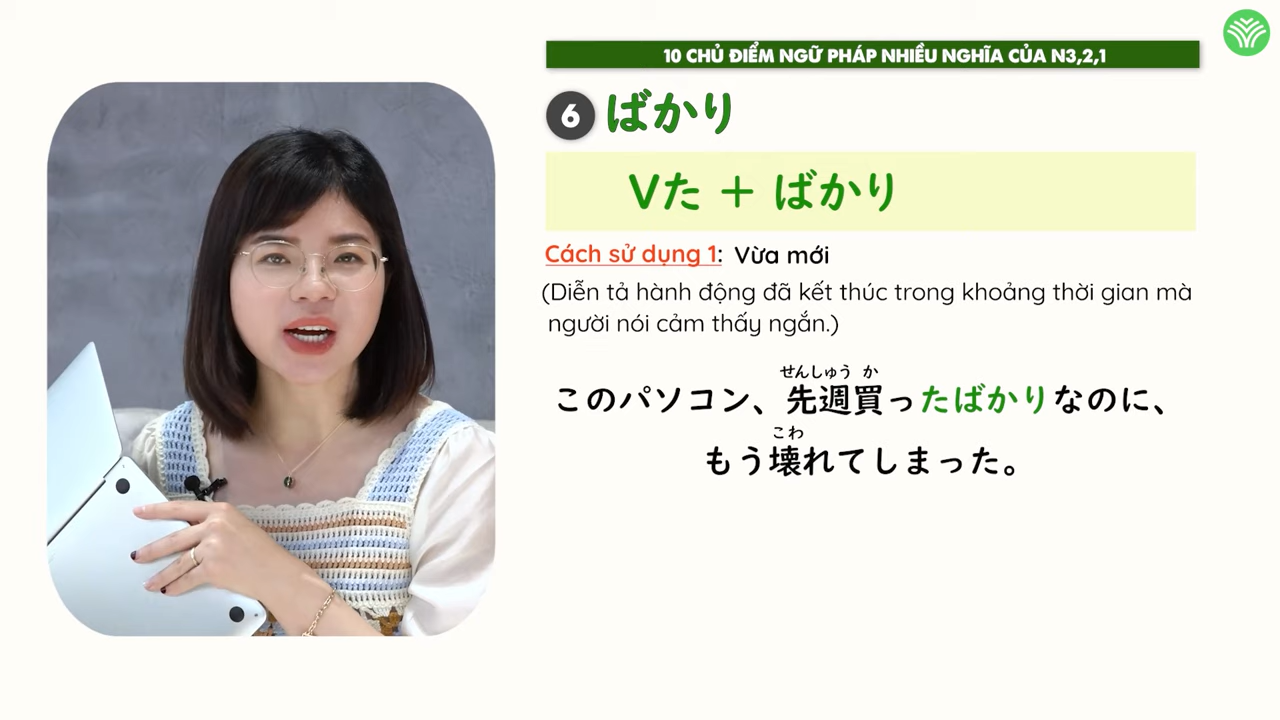 10 CHỦ ĐIỂM NGỮ PHÁP NHIỀU NGHĨA CỦA N3,2,1
6 ばかり
Vた + ばかり
Cách sử dụng 1: Vừa mới
(Diễn tả hành động đã kết thúc trong khoảng thời gian mà
người nói cảm thấy ngắn.)
せんしゅう か
このパソコン、先週買ったばかりなのに、
こわ
もう壊れてしまった。